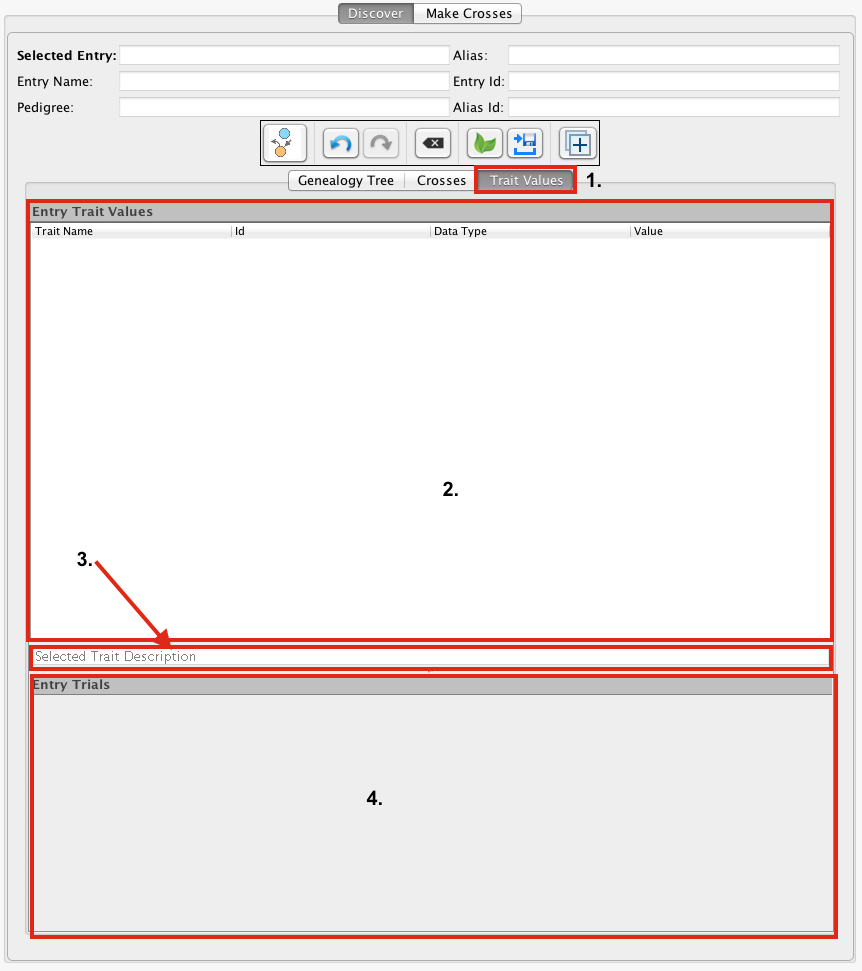 Discover Make Crosses
Selected Entry: Alias:
Entry Name: Entry Id:
Pedigree: Alias Id:
Genealogy Tree Crosses Trait Values 1.
Entry Trait Values
Trait Name Id Data Type Value
2.
3.
Selected Trait Description
Entry Trials
4.